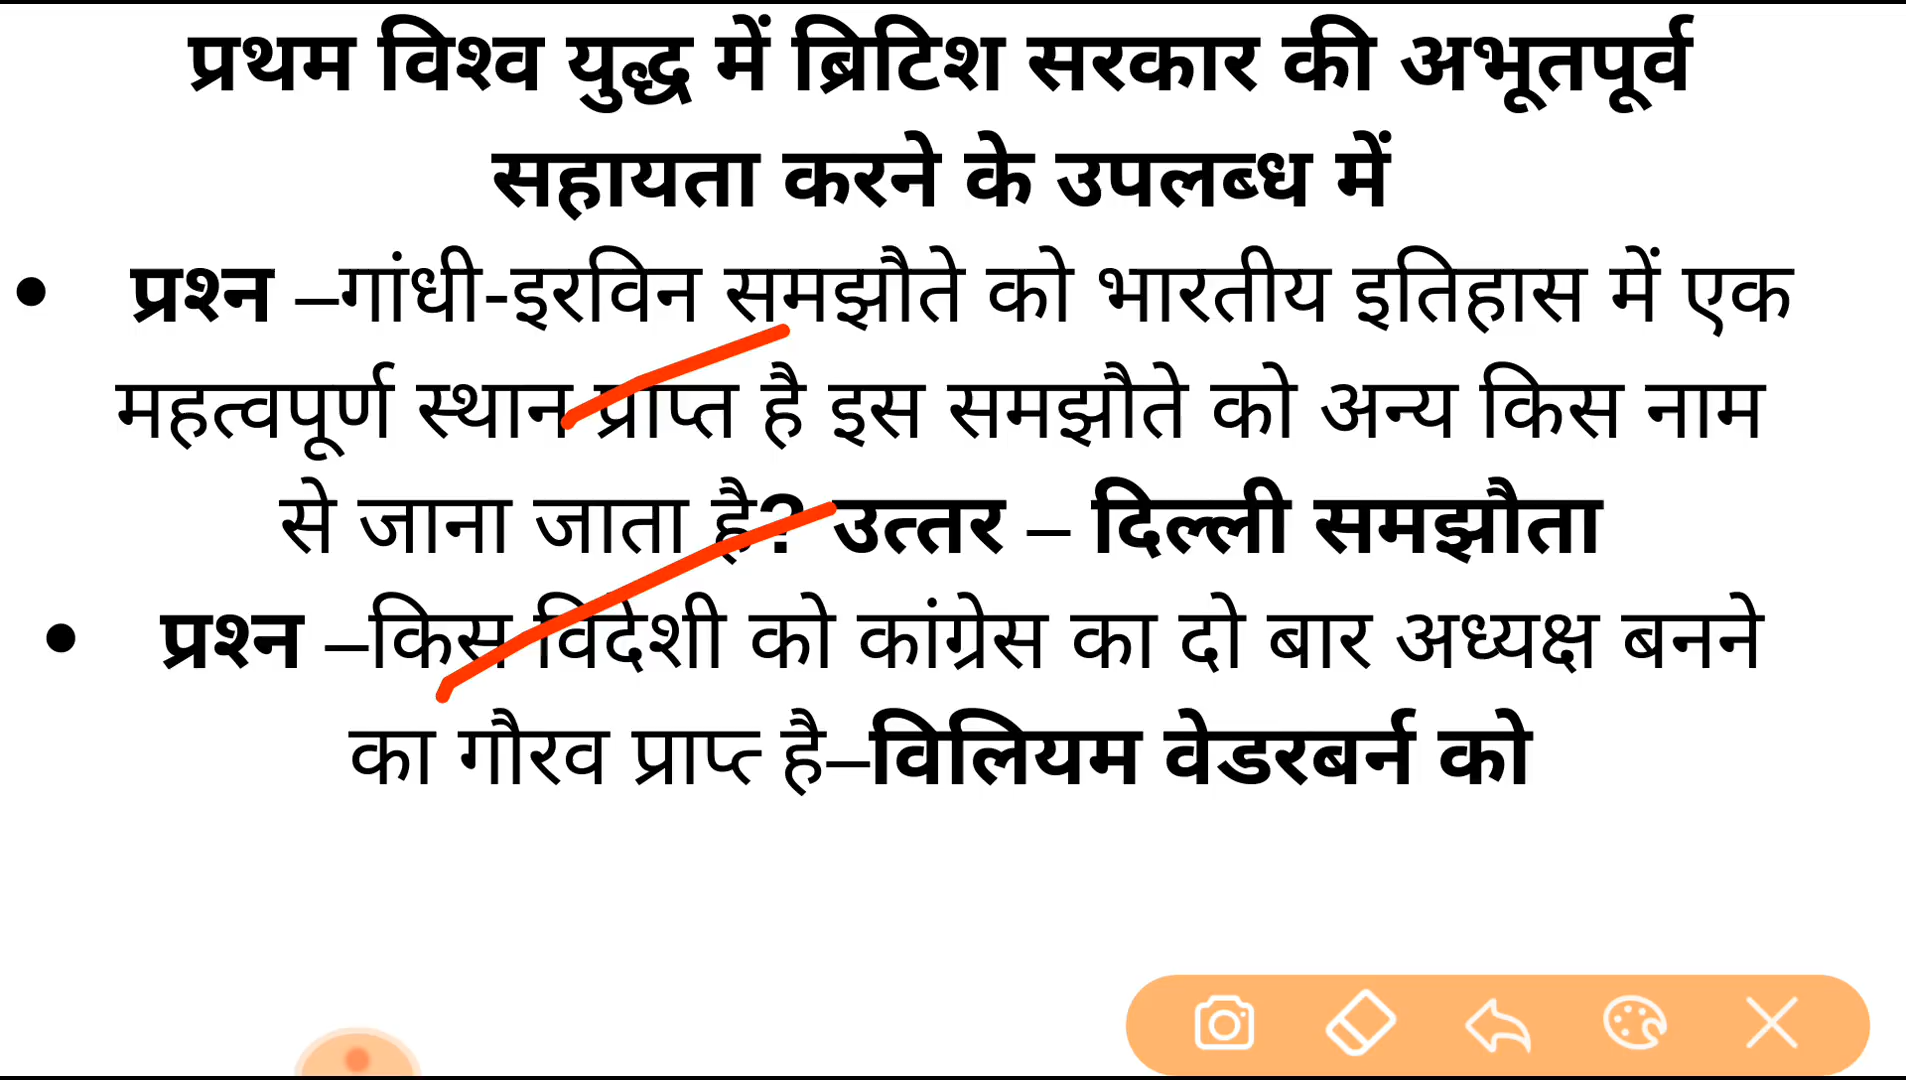 प्रथम विश्व युद्ध में ब्रिटिश सरकार की अभूतपूर्व
सहायता करने के उपलब्ध में
• प्रश्न –गांधी-इरविन समझौते को भारतीय इतिहास में एक
महत्वपूर्ण स्थान प्राप्त है इस समझौते को अन्य किस नाम
से जाना जाता है? उत्तर – दिल्ली समझौता
• प्रश्न –किस विदेशी को कांग्रेस का दो बार अध्यक्ष बनने
का गौरव प्राप्त है–विलियम वेडरबर्न को